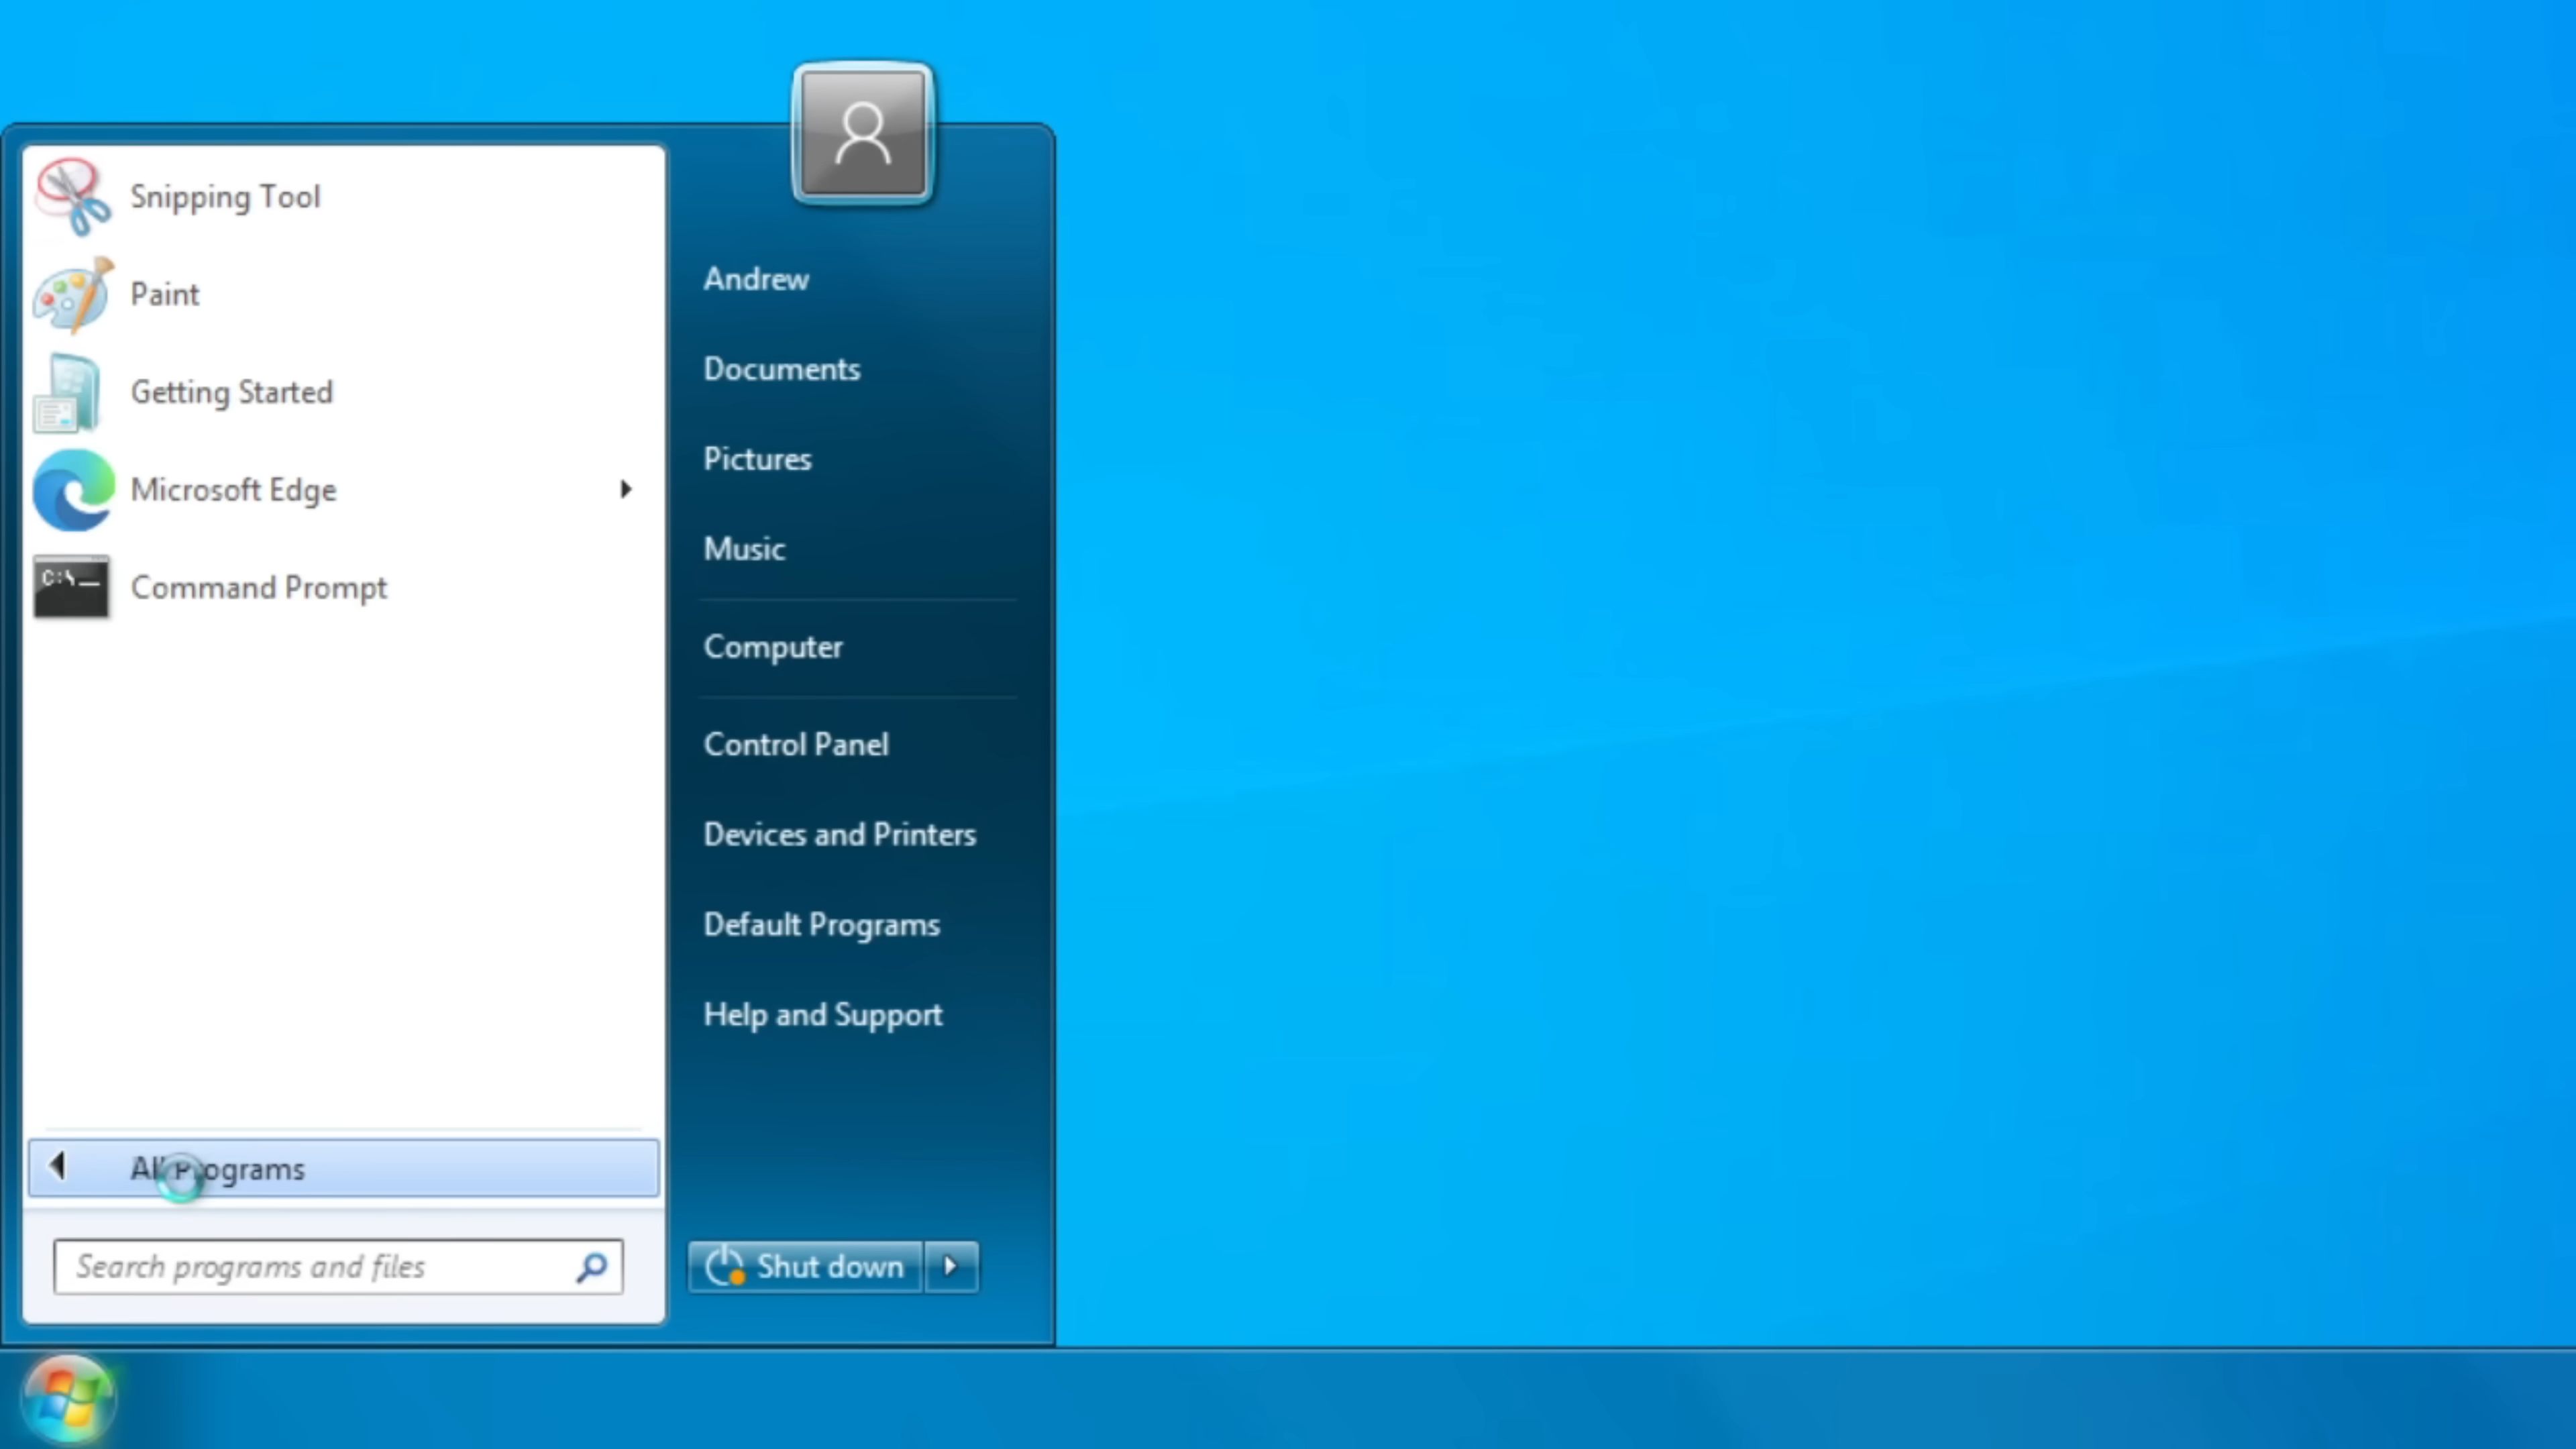 Snipping Tool
Paint
Getting Started
Microsoft Edge
C:\_
Command Prompt
All Programs
Search programs and files
Andrew
Documents
Pictures
Music
Computer
Control Panel
Devices and Printers
Default Programs
Help and Support
Shut down